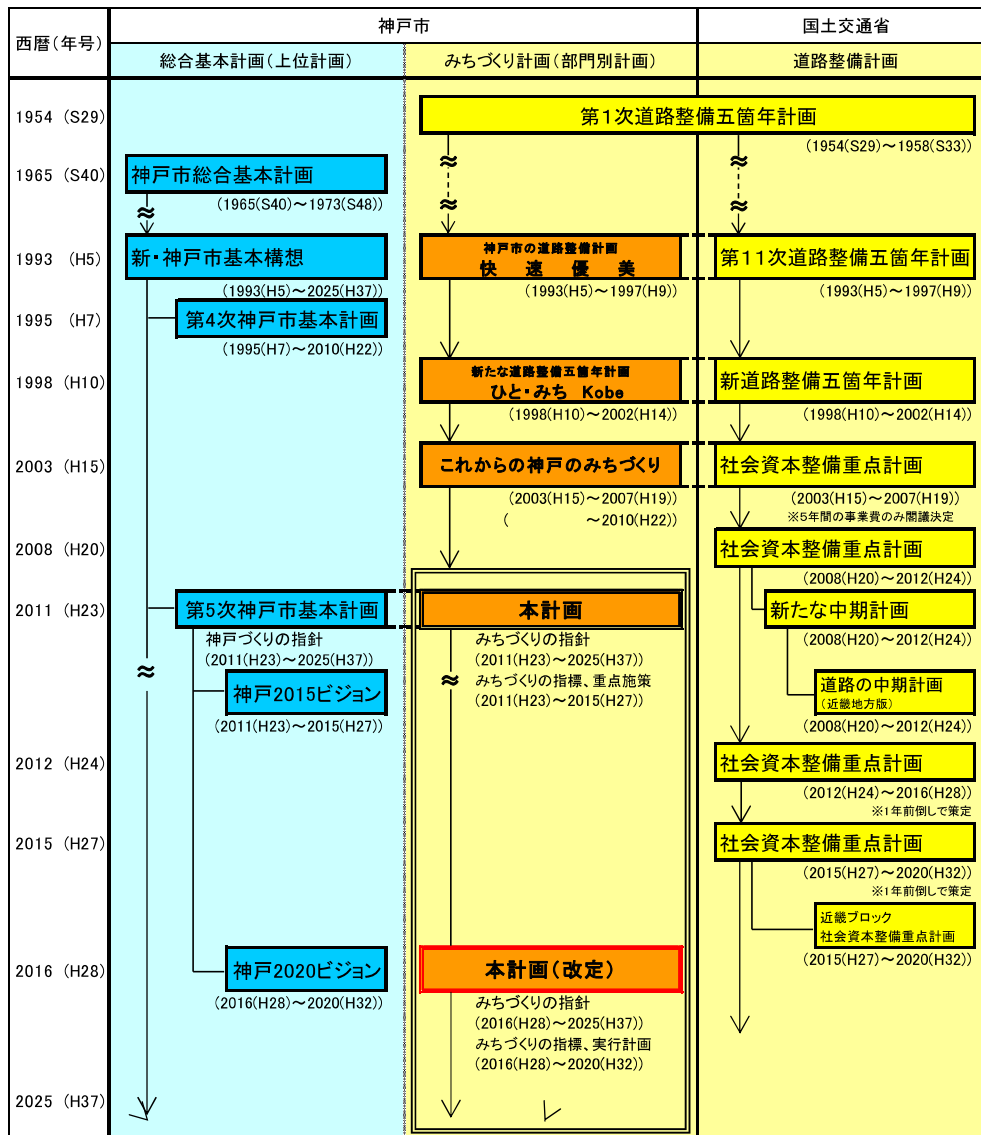 西暦(年号)
神戸市
国土交通省
総合基本計画(上位計画)
みちづくり計画(部門別計画)
道路整備計画
1954 (S29)
第1次道路整備五箇年計画
(1954(S29)～1958(S33))
≈
≈
1965 (S40)
神戸市総合基本計画
(1965(S40)～1973(S48))
≈
≈
≈
1993 (H5)
新・神戸市基本構想
(1993(H5)～2025(H37))
神戸市の道路整備計画
快 速 優 美
(1993(H5)～1997(H9))
第11次道路整備五箇年計画
(1993(H5)～1997(H9))
1995 (H7)
第4次神戸市基本計画
(1995(H7)～2010(H22))
1998 (H10)
新たな道路整備五箇年計画
ひと・みち Kobe
(1998(H10)～2002(H14))
新道路整備五箇年計画
(1998(H10)～2002(H14))
2003 (H15)
これからの神戸のみちづくり
(2003(H15)～2007(H19))
( ～2010(H22))
社会資本整備重点計画
(2003(H15)～2007(H19))
※5年間の事業費のみ閣議決定
2008 (H20)
社会資本整備重点計画
(2008(H20)～2012(H24))
2011 (H23)
第5次神戸市基本計画
神戸づくりの指針
(2011(H23)～2025(H37))
本計画
みちづくりの指針
(2011(H23)～2025(H37))
みちづくりの指標、重点施策
(2011(H23)～2015(H27))
新たな中期計画
(2008(H20)～2012(H24))
≈
≈
神戸2015ビジョン
(2011(H23)～2015(H27))
道路の中期計画
(近畿地方版)
(2008(H20)～2012(H24))
2012 (H24)
社会資本整備重点計画
(2012(H24)～2016(H28))
※1年前倒しで策定
2015 (H27)
社会資本整備重点計画
(2015(H27)～2020(H32))
※1年前倒しで策定
近畿ブロック
社会資本整備重点計画
(2015(H27)～2020(H32))
2016 (H28)
神戸2020ビジョン
(2016(H28)～2020(H32))
本計画(改定)
みちづくりの指針
(2016(H28)～2025(H37))
みちづくりの指標、実行計画
(2016(H28)～2020(H32))
2025 (H37)